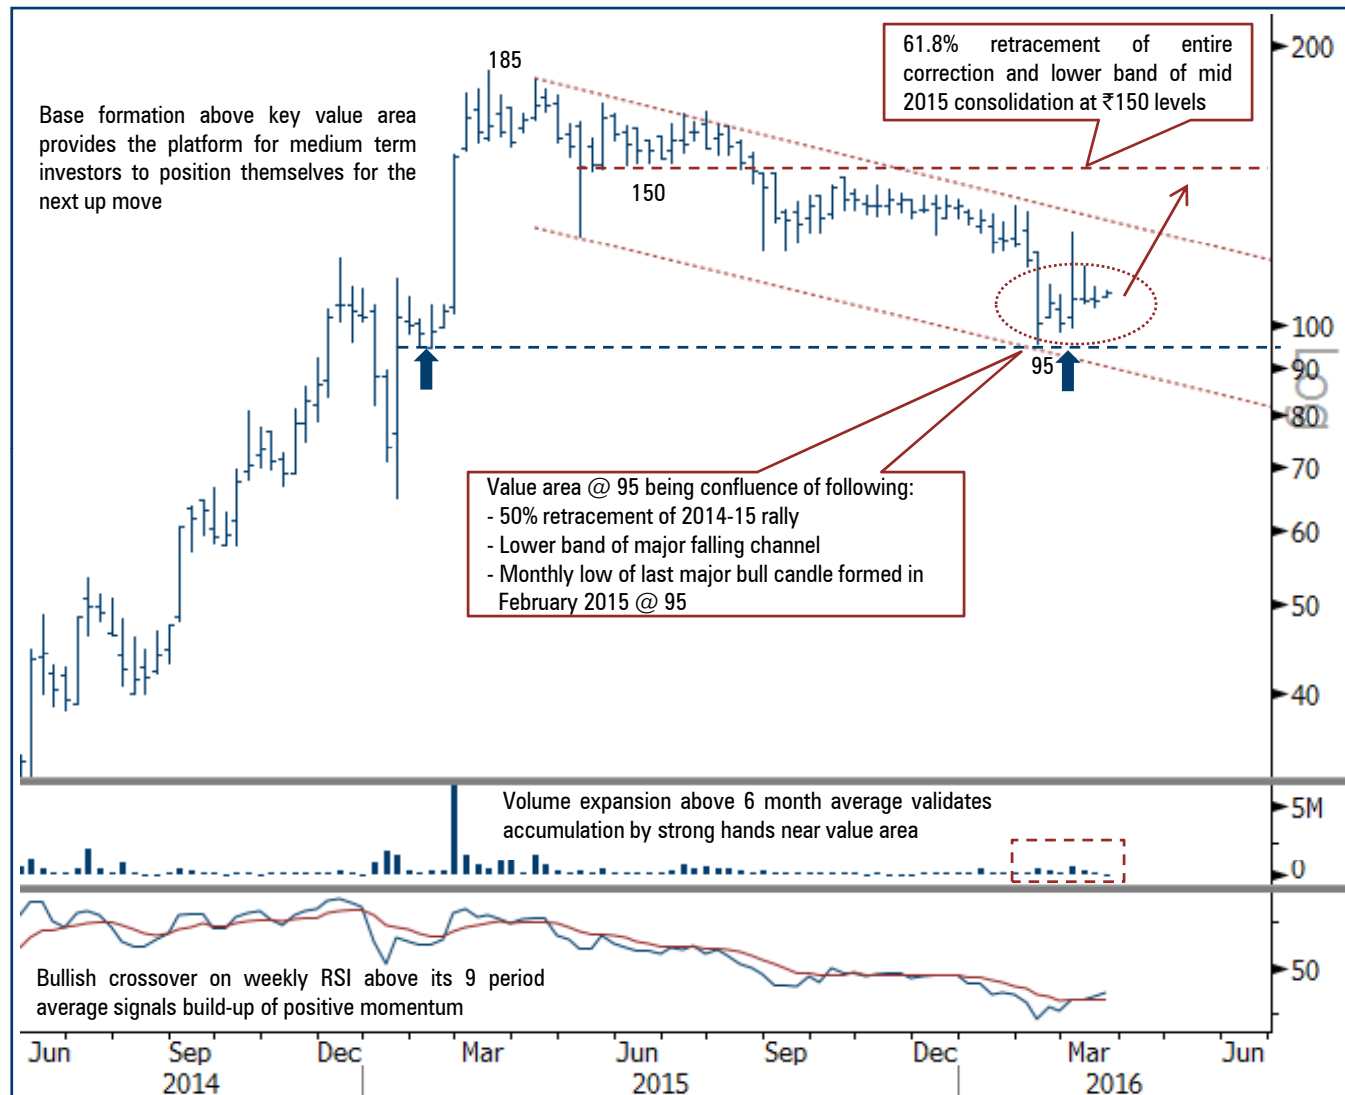 185
200
61.8% retracement of entire
correction and lower band of mid
2015 consolidation at ₹150 levels
Base formation above key value area
provides the platform for medium term
investors to position themselves for the
next up move
150
100
95
90
80
70
Value area @ 95 being confluence of following:
- 50% retracement of 2014-15 rally
- Lower band of major falling channel
- Monthly low of last major bull candle formed in
February 2015 @ 95
60
50
40
Volume expansion above 6 month average validates
accumulation by strong hands near value area
5M
0
Bullish crossover on weekly RSI above its 9 period
average signals build-up of positive momentum
50
Jun Sep Dec Mar Jun Sep Dec Mar Jun
2014 2015 2016